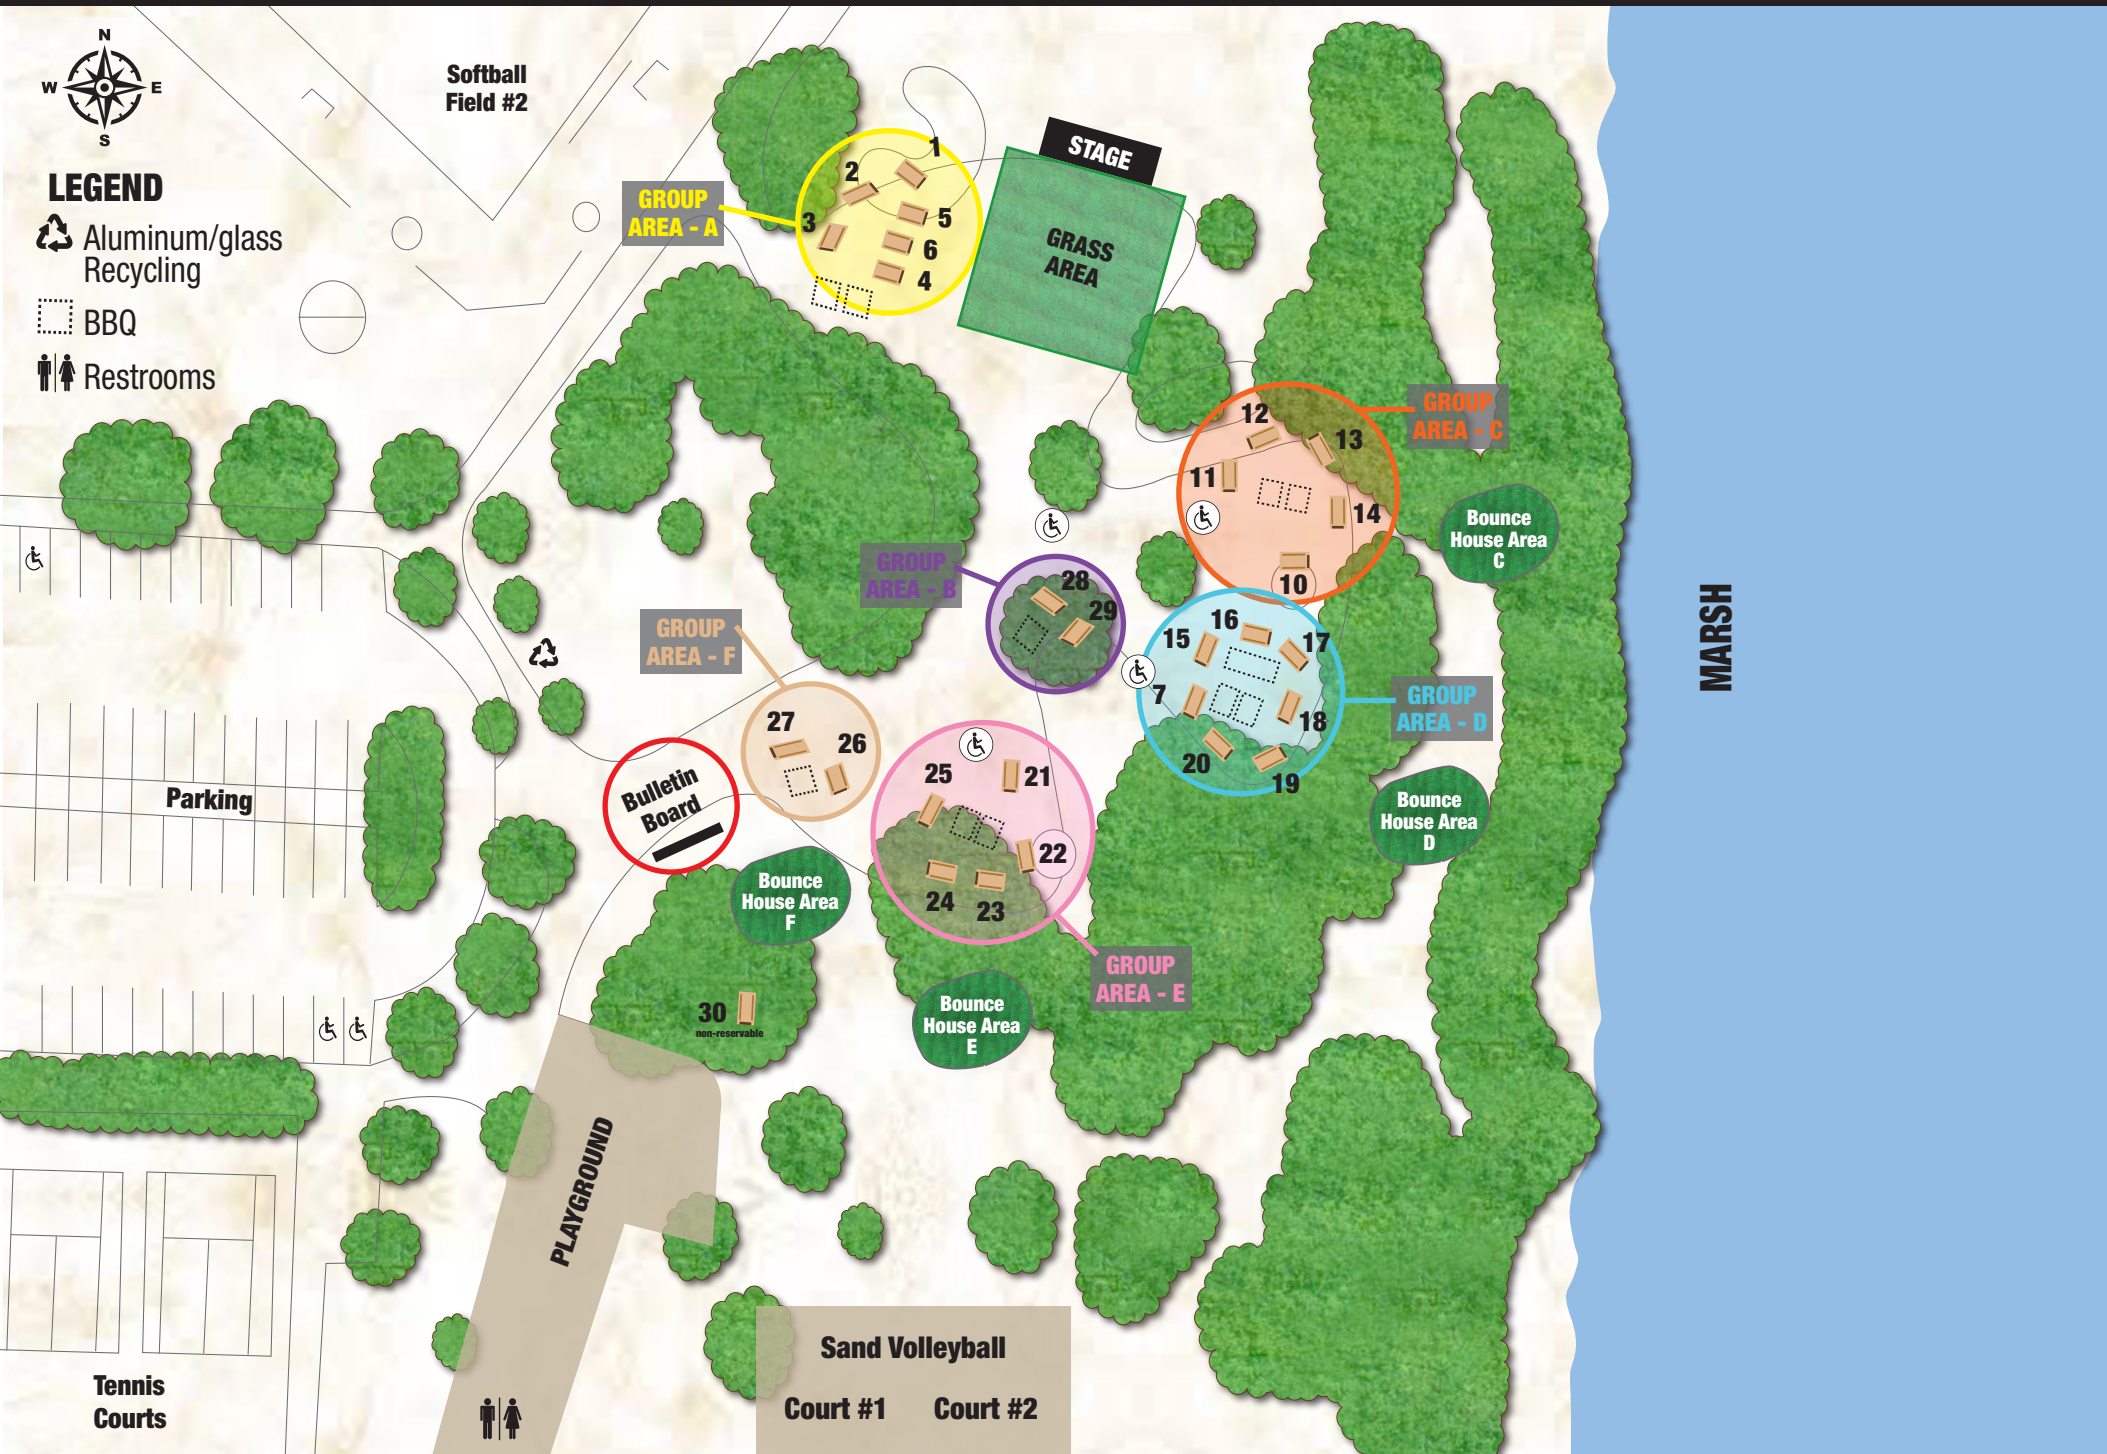 N
W
E
S
LEGEND
Aluminum/glass
Recycling
BBQ
Restrooms
Softball
Field #2
GROUP
AREA - A
1
2
3
5
6
4
STAGE
GRASS
AREA
GROUP
AREA - C
12
13
11
14
10
Bounce
House Area
C
GROUP
AREA - B
28
29
GROUP
AREA - F
27
26
16
15
17
7
18
20
19
GROUP
AREA - D
MARSH
Bounce
House Area
D
Parking
Bulletin
Board
25
21
22
24
23
GROUP
AREA - E
Bounce
House Area
F
Bounce
House Area
E
30
non-reservable
PLAYGROUND
Tennis
Courts
Sand Volleyball
Court #1
Court #2